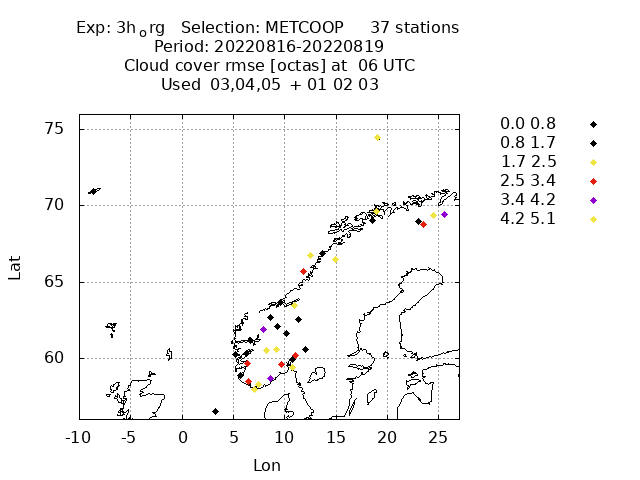 Exp: 3hₒrg   Selection: METCOOP     37 stations
Period: 20220816-20220819
Cloud cover rmse [octas] at  06 UTC
Used  03,04,05  + 01 02 03
0.0 0.8
0.8 1.7
1.7 2.5
2.5 3.4
3.4 4.2
4.2 5.1
75
70
65
60
Lat
-10 -5 0 5 10 15 20 25
Lon